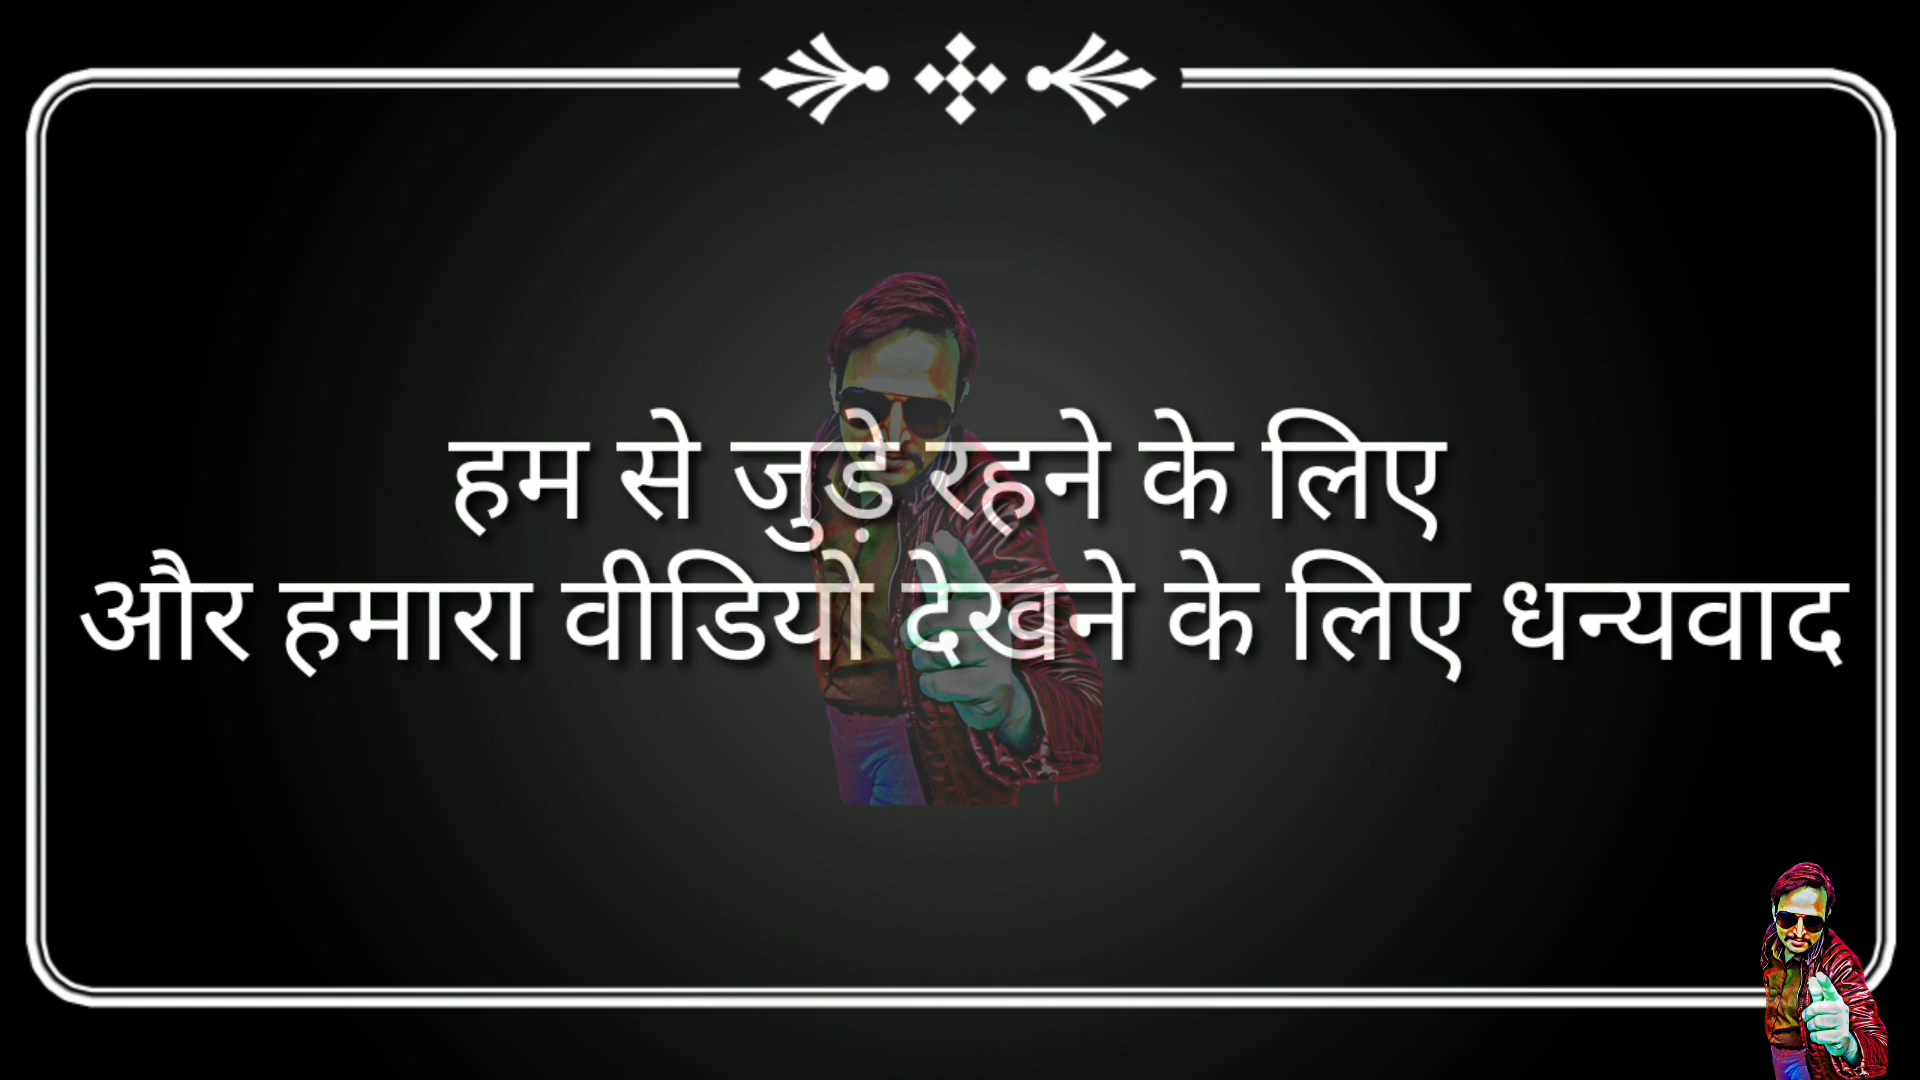 हम से जुड़े रहने के लिए
और हमारा वीडियो देखने के लिए धन्यवाद